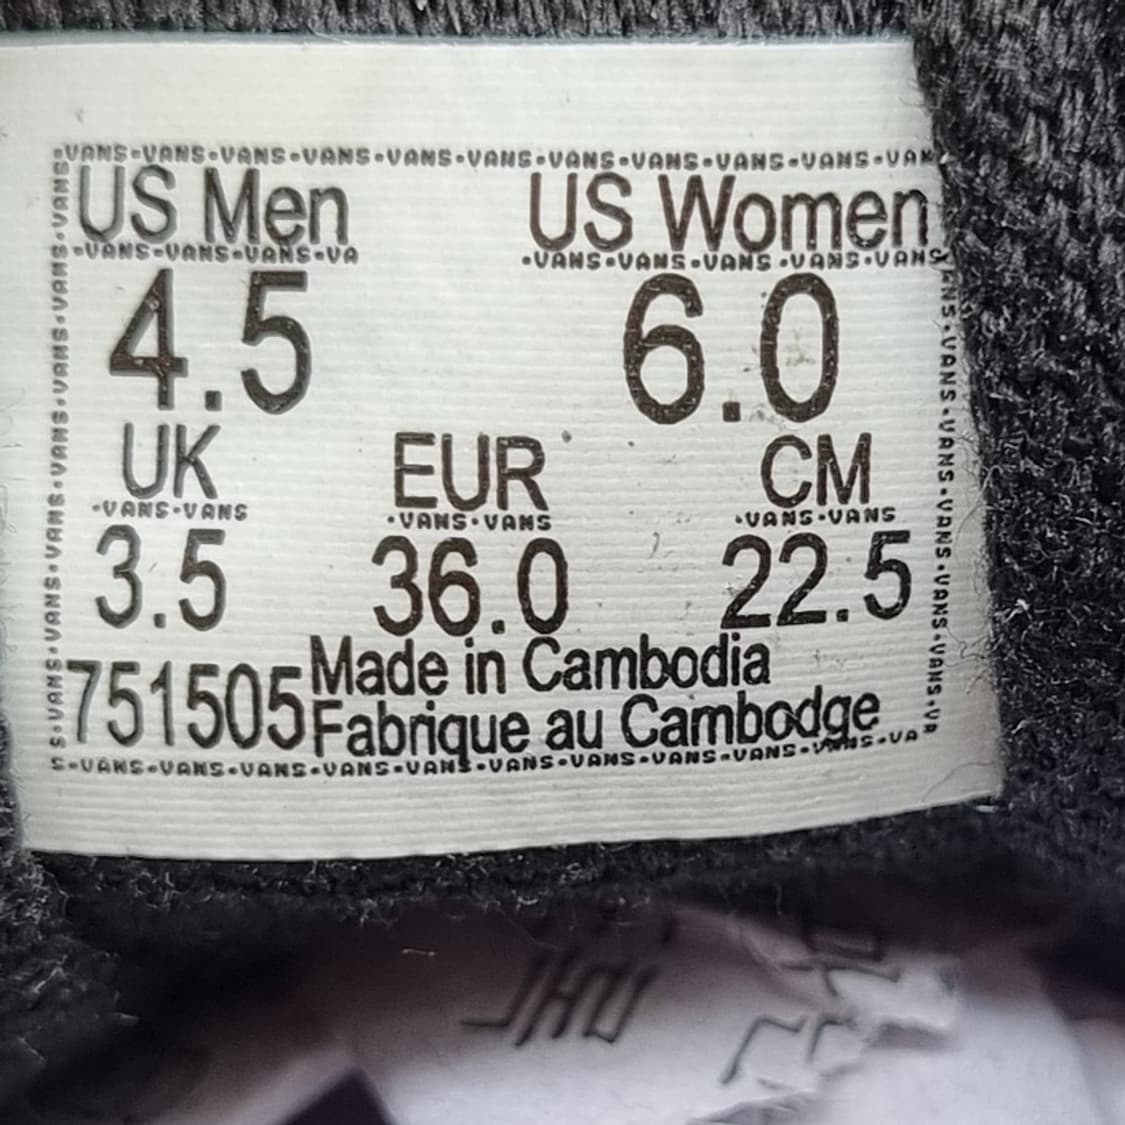 •VANS•VANS•VANS•VANS•VANS•VANS•VANS•VANS•VANS•VANS•VAN
US Men US Women
•VANS•VANS•VANS•VA •VANS•VANS•VANS•VANS•VANS
4.5 6.0
UK EUR CM
•VANS•VANS •VANS•VANS •VANS•VANS
3.5 36.0 22.5
751505 Made in Cambodia
Fabrique au Cambodge
S•VANS•VANS•VANS•VANS•VANS•VANS•VANS•VANS•VANS•VANS•VA